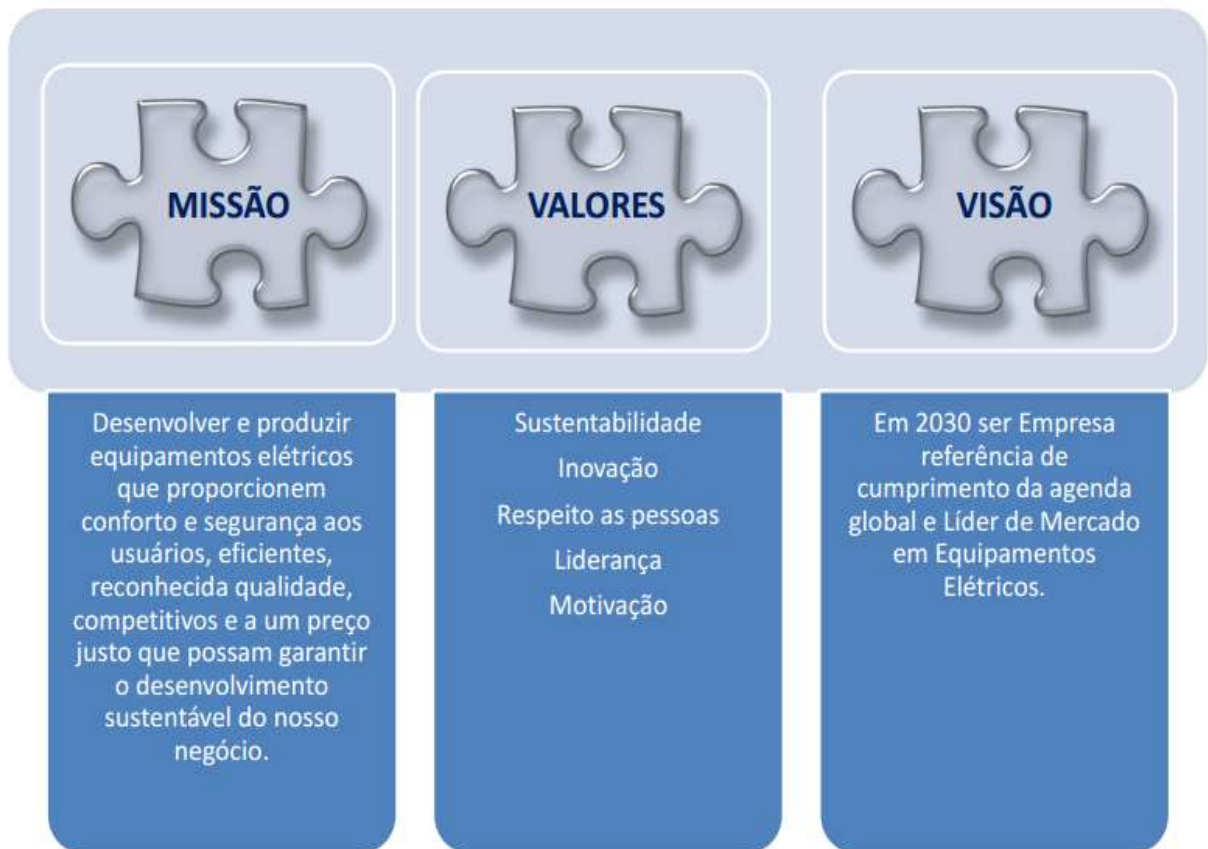 MISSÃO
Desenvolver e produzir
equipamentos elétricos
que proporcionem
conforto e segurança aos
usuários, eficientes,
reconhecida qualidade,
competitivos e a um preço
justo que possam garantir
o desenvolvimento
sustentável do nosso
negócio.
VALORES
Sustentabilidade
Inovação
Respeito as pessoas
Liderança
Motivação
VISÃO
Em 2030 ser Empresa
referência de
cumprimento da agenda
global e Líder de Mercado
em Equipamentos
Elétricos.